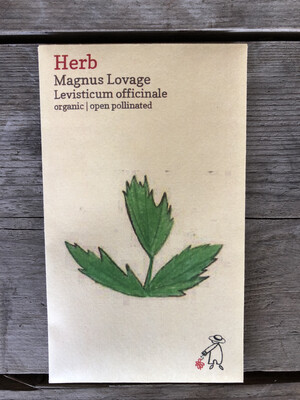 Herb
Magnus Lovage
Levisticum officinale
organic | open pollinated